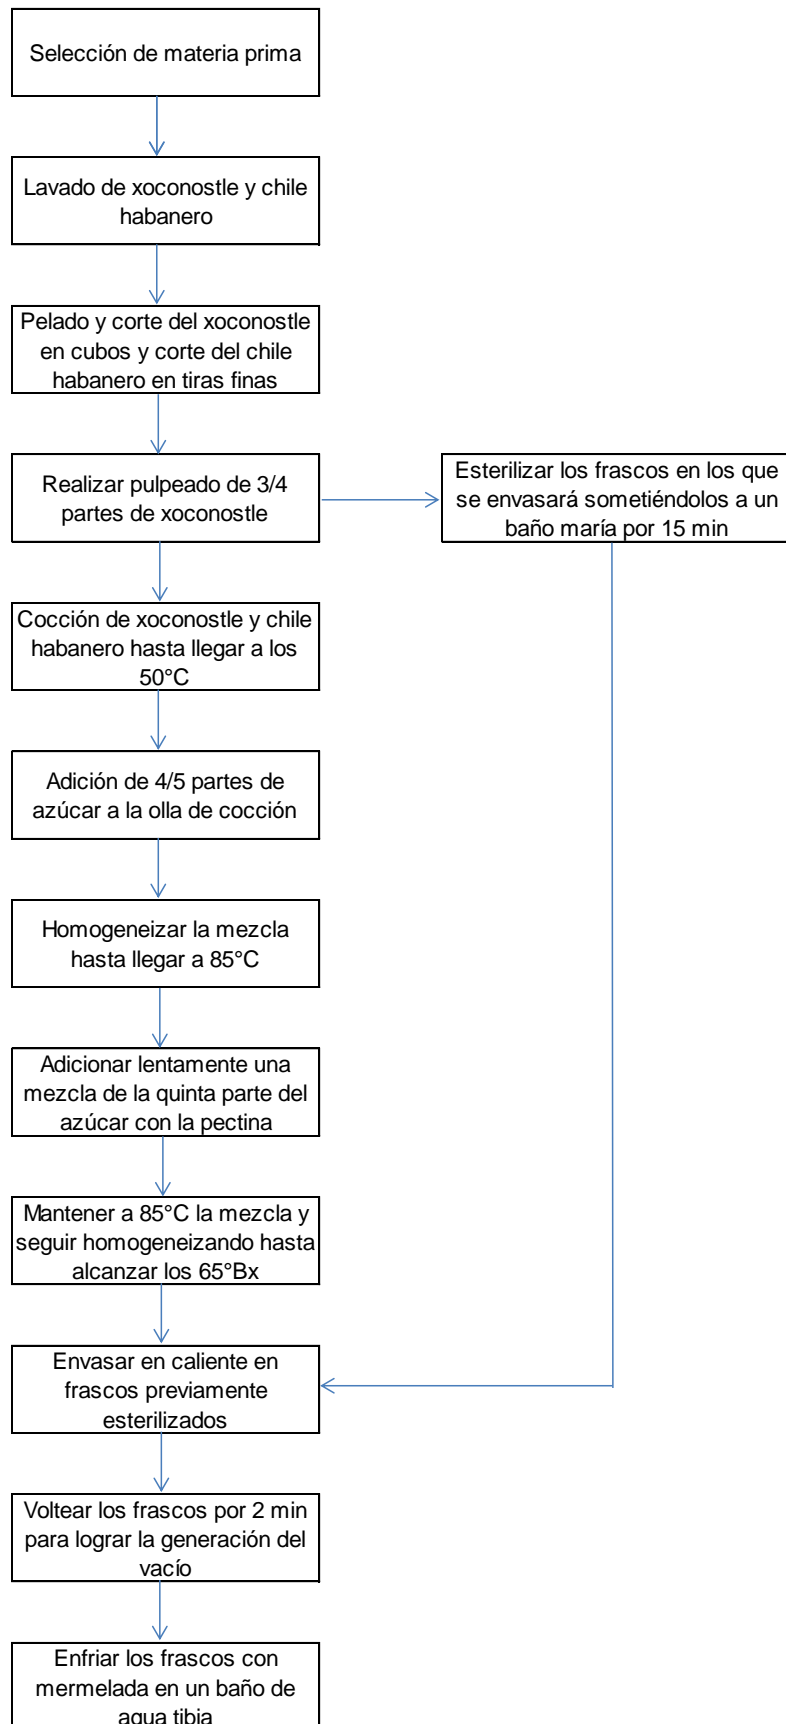 Selección de materia prima
Lavado de xoconostle y chile
habanero
Pelado y corte del xoconostle
en cubos y corte del chile
habanero en tiras finas
Realizar pulpeado de 3/4
partes de xoconostle
Esterilizar los frascos en los que
se envasará sometiéndolos a un
baño maría por 15 min
Cocción de xoconostle y chile
habanero hasta llegar a los
50°C
Adición de 4/5 partes de
azúcar a la olla de cocción
Homogeneizar la mezcla
hasta llegar a 85°C
Adicionar lentamente una
mezcla de la quinta parte del
azúcar con la pectina
Mantener a 85°C la mezcla y
seguir homogeneizando hasta
alcanzar los 65°Bx
Envasar en caliente en
frascos previamente
esterilizados
Voltear los frascos por 2 min
para lograr la generación del
vacío
Enfriar los frascos con
mermelada en un baño de
agua tibia